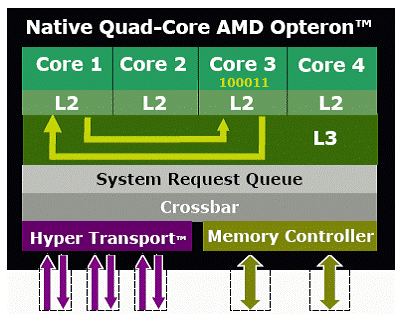 Native Quad-Core AMD Opteron™
Core 1 Core 2 Core 3 Core 4
100011
L2 L2 L2 L2
L3
System Request Queue
Crossbar
Hyper Transport™ Memory Controller